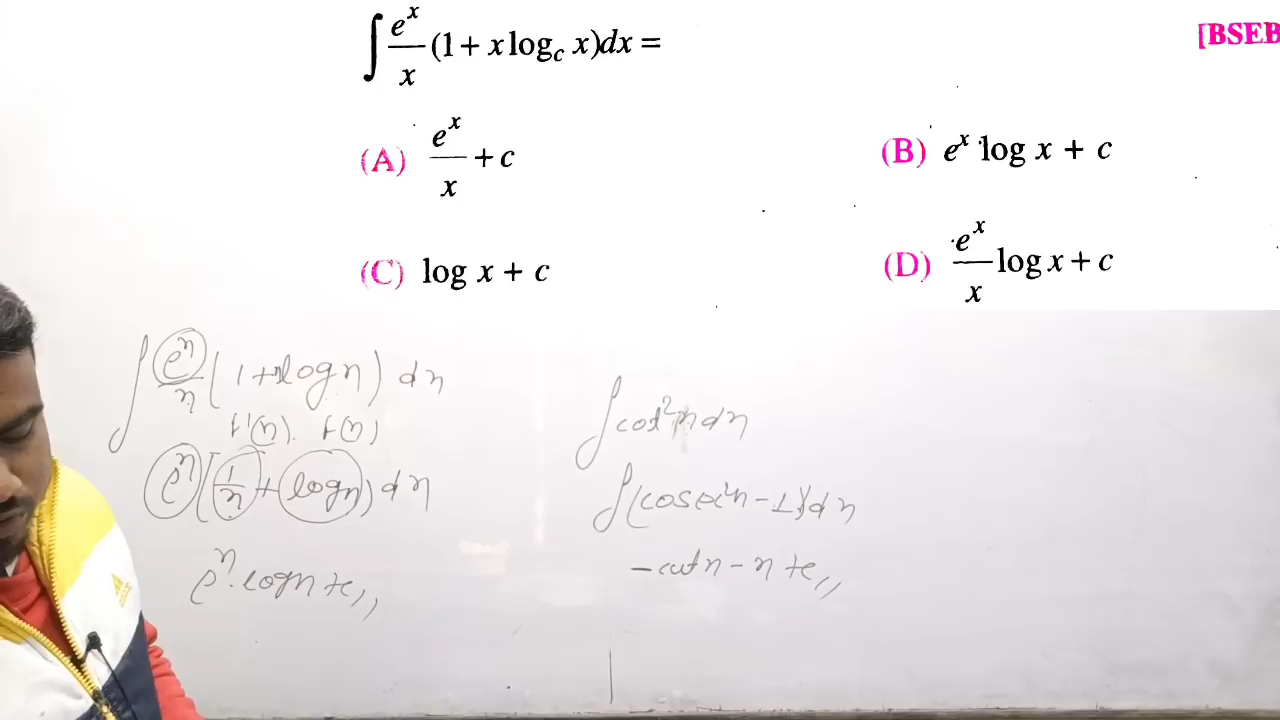 ∫ e^x/x (1 + x log_c x)dx =
[BSEB
(A) e^x/x + c
(B) e^x log x + c
(C) log x + c
(D) e^x/x log x + c
∫ e^x/x (1 + x log x) dx
f'(x). f(x)
e^x [1/x + (log x) dx
e^x. log x + c,,
∫ cot²x dx
∫ (cosec²x - 1) dx
- cot x - x + c,,